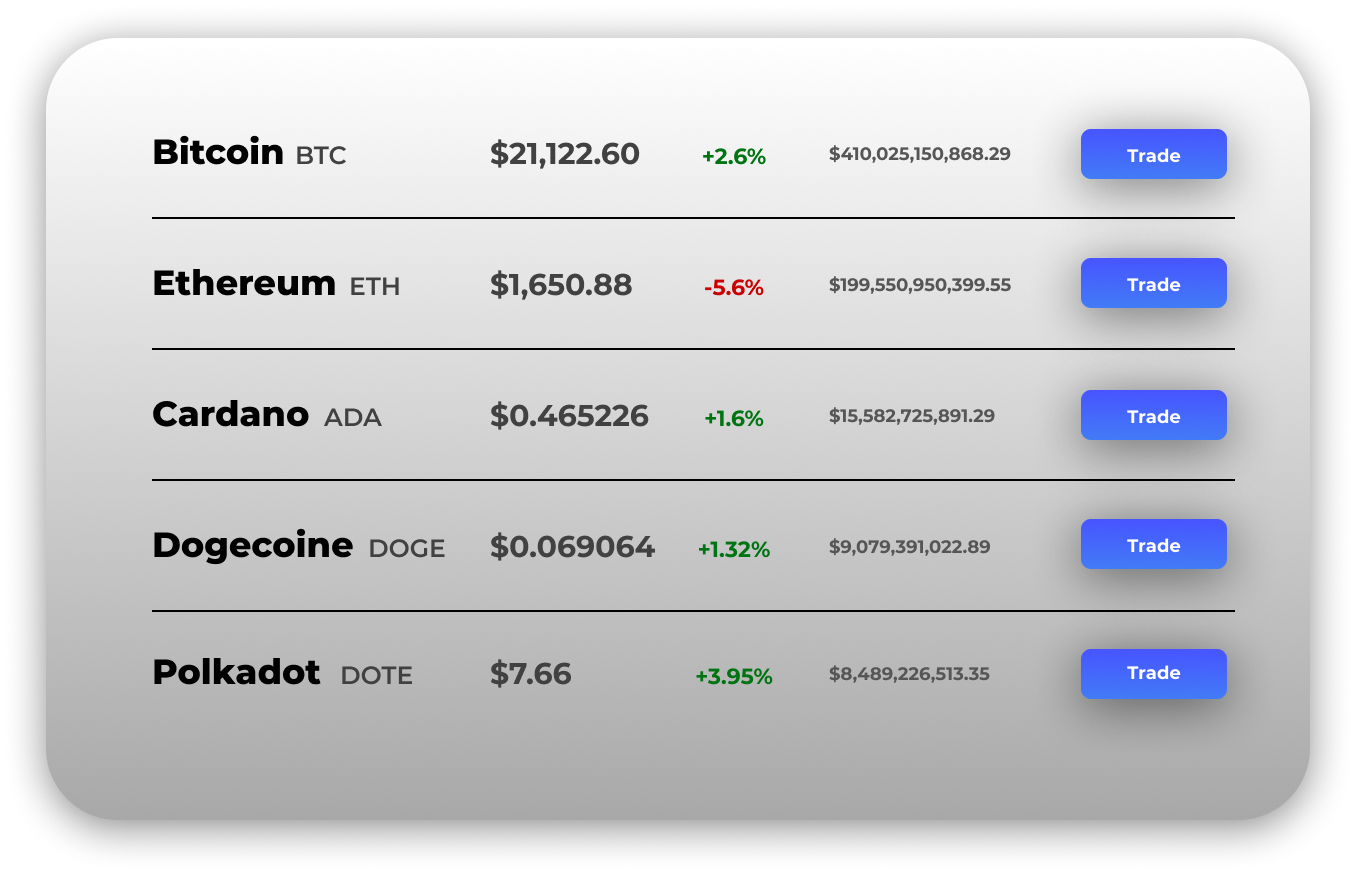 Bitcoin BTC $21,122.60 +2.6% $410,025,150,868.29 Trade
Ethereum ETH $1,650.88 -5.6% $199,550,950,399.55 Trade
Cardano ADA $0.465226 +1.6% $15,582,725,891.29 Trade
Dogecoine DOGE $0.069064 +1.32% $9,079,391,022.89 Trade
Polkadot DOTE $7.66 +3.95% $8,489,226,513.35 Trade